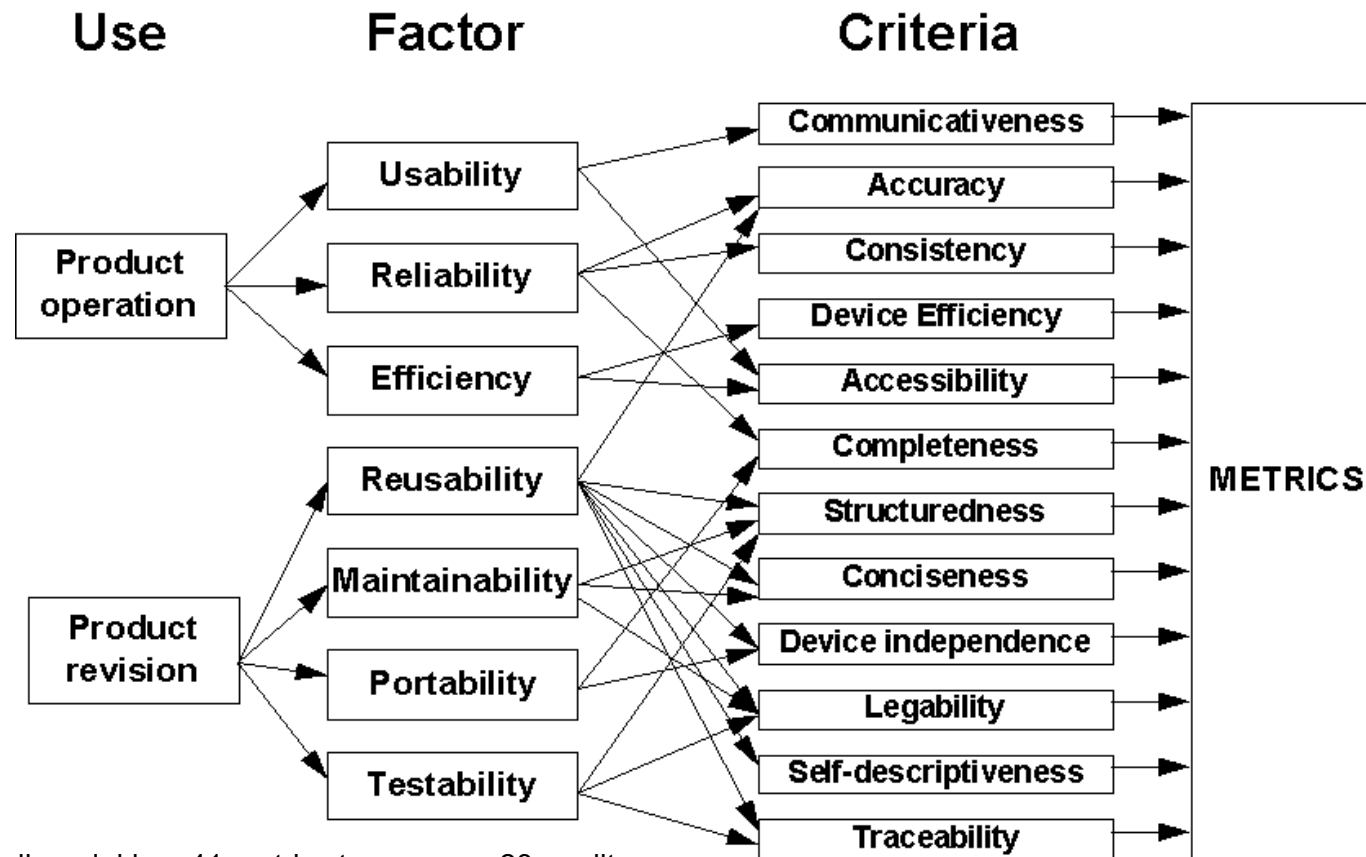 Use
Factor
Criteria
Product
operation
Product
revision
Usability
Reliability
Efficiency
Reusability
Maintainability
Portability
Testability
Communicativeness
Accuracy
Consistency
Device Efficiency
Accessibility
Completeness
Structuredness
Conciseness
Device independence
Legability
Self-descriptiveness
Traceability
METRICS